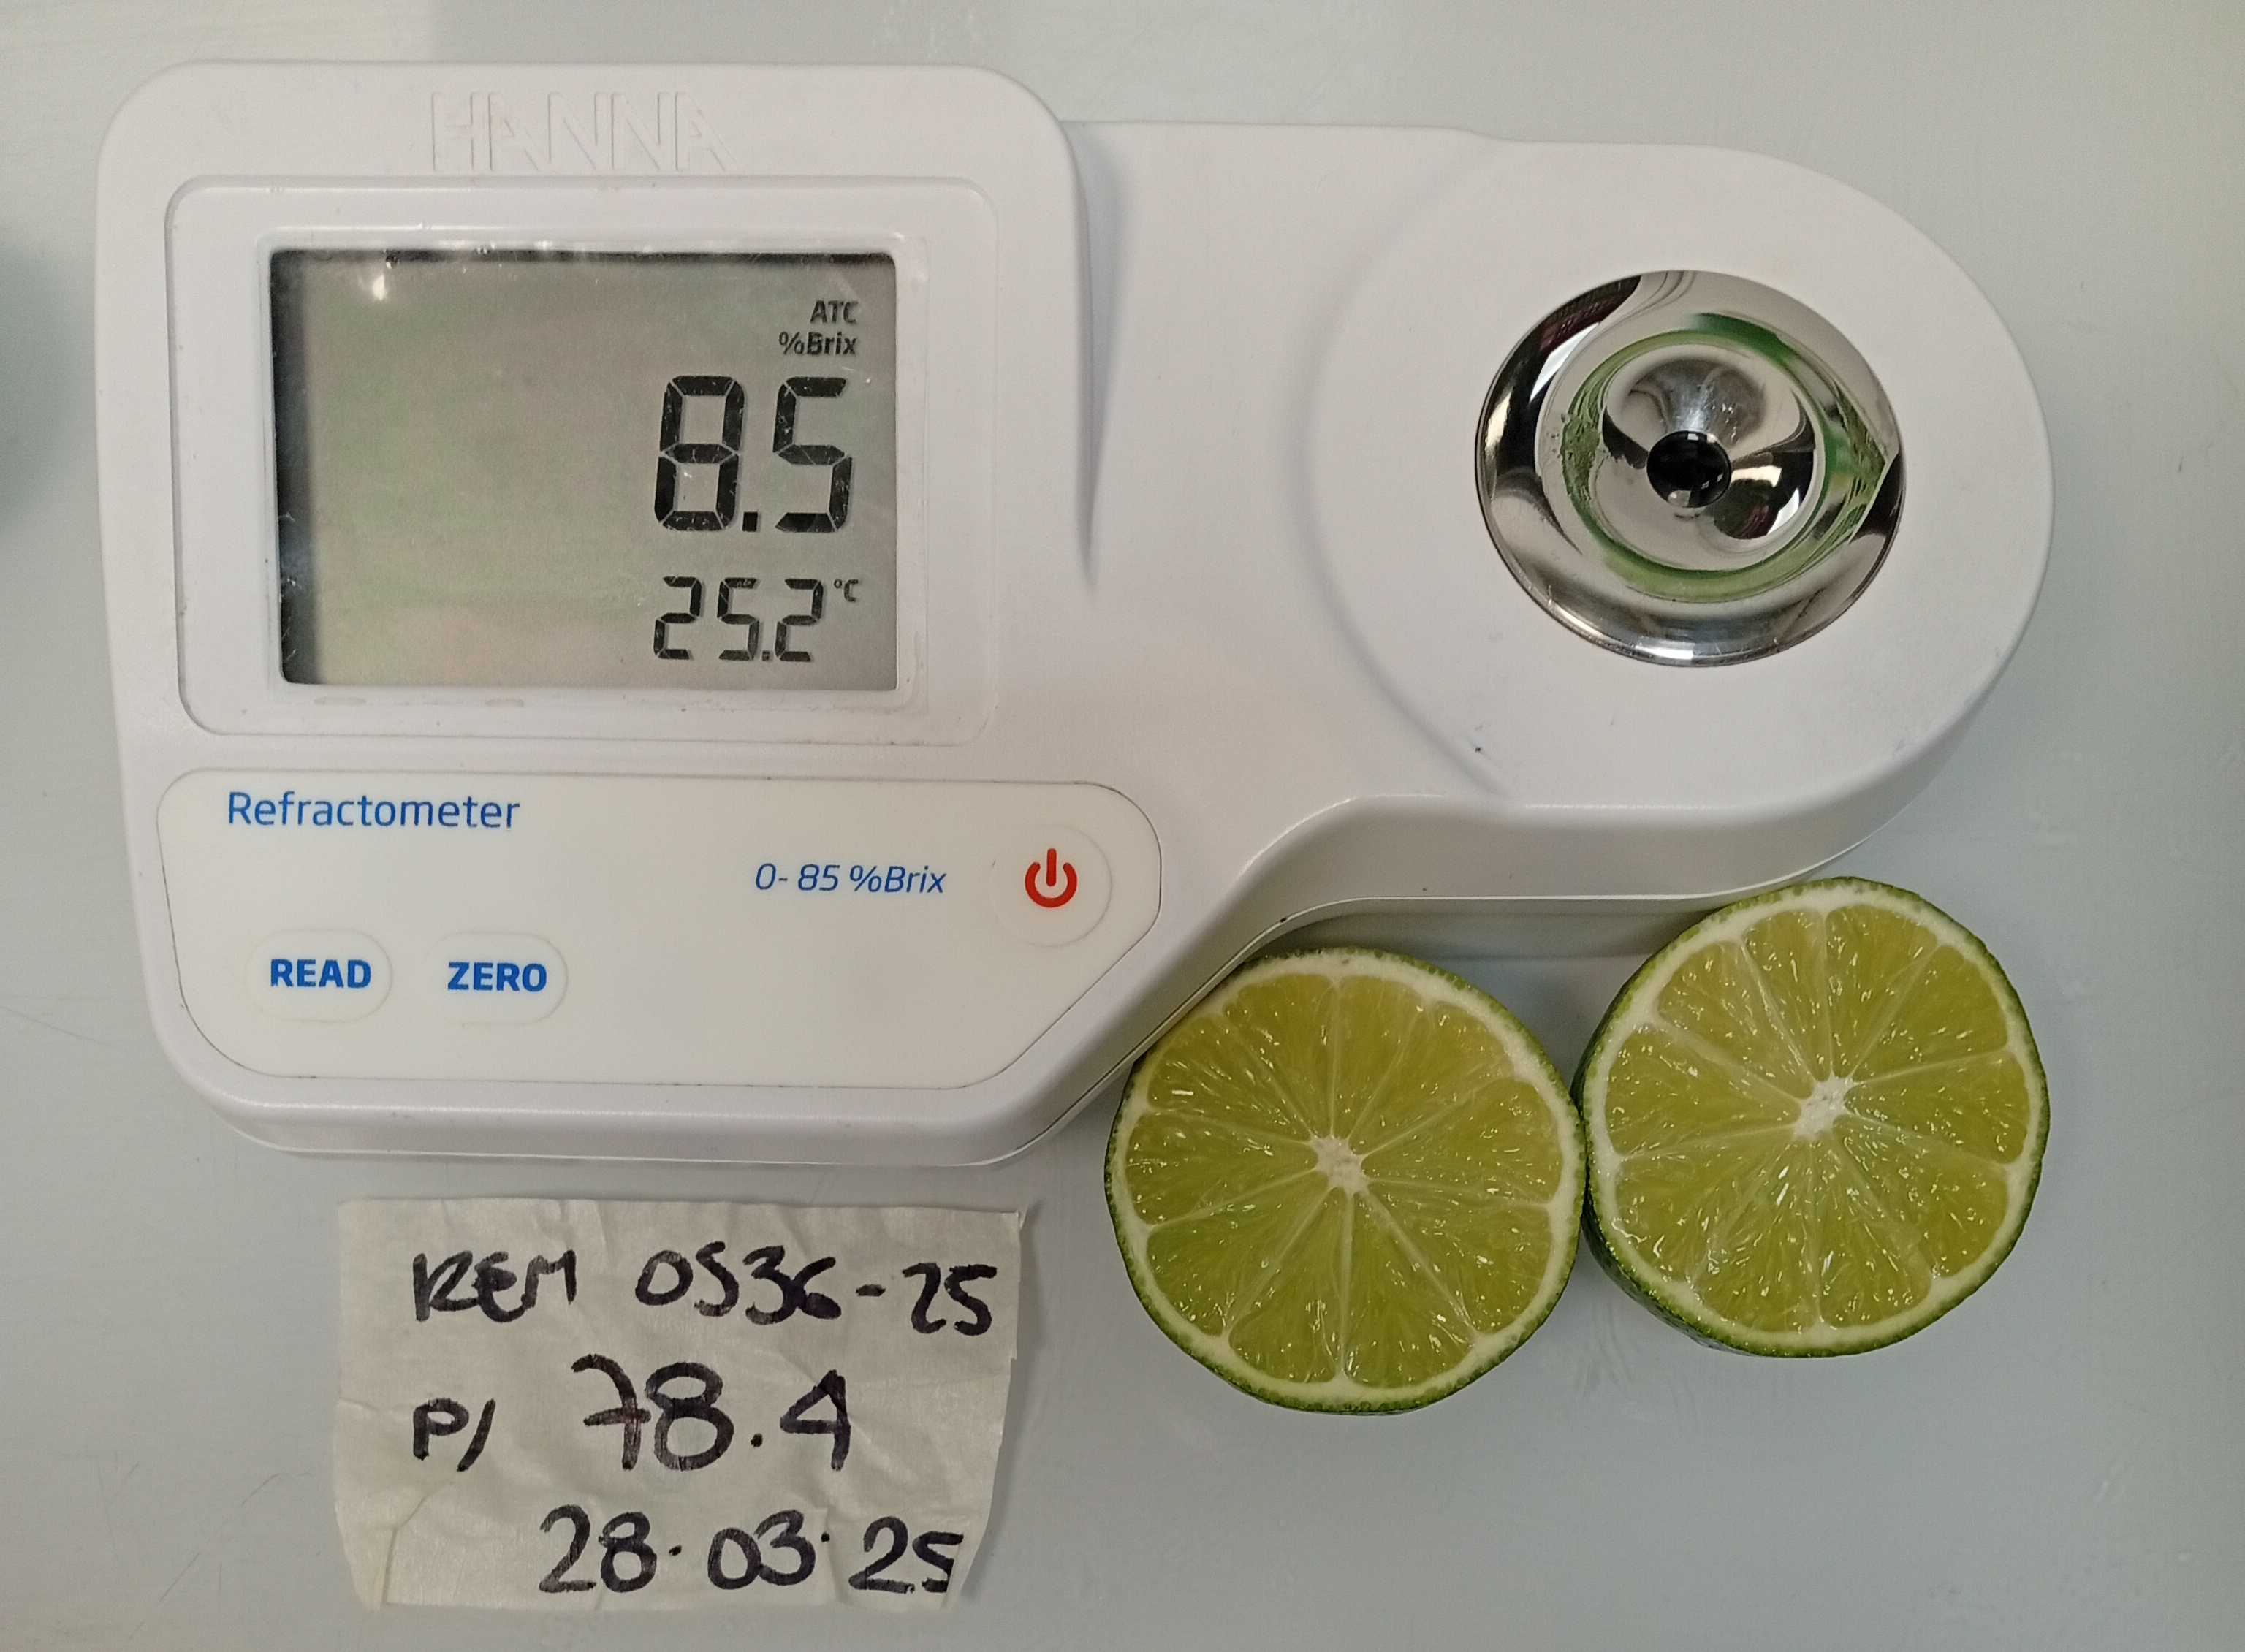 HANNA
ATC
%Brix
8.5
25.2 °C
Refractometer
0-85 %Brix
READ ZERO
REM 0536-25
P/ 78.4
28.03.25